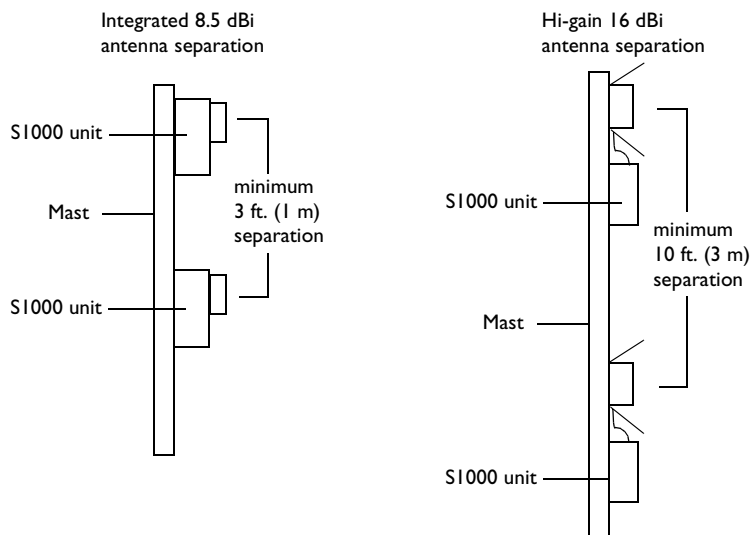 Integrated 8.5 dBi
antenna separation
S1000 unit
Mast
minimum
3 ft. (1 m)
separation
S1000 unit
Hi-gain 16 dBi
antenna separation
S1000 unit
minimum
10 ft. (3 m)
separation
Mast
S1000 unit